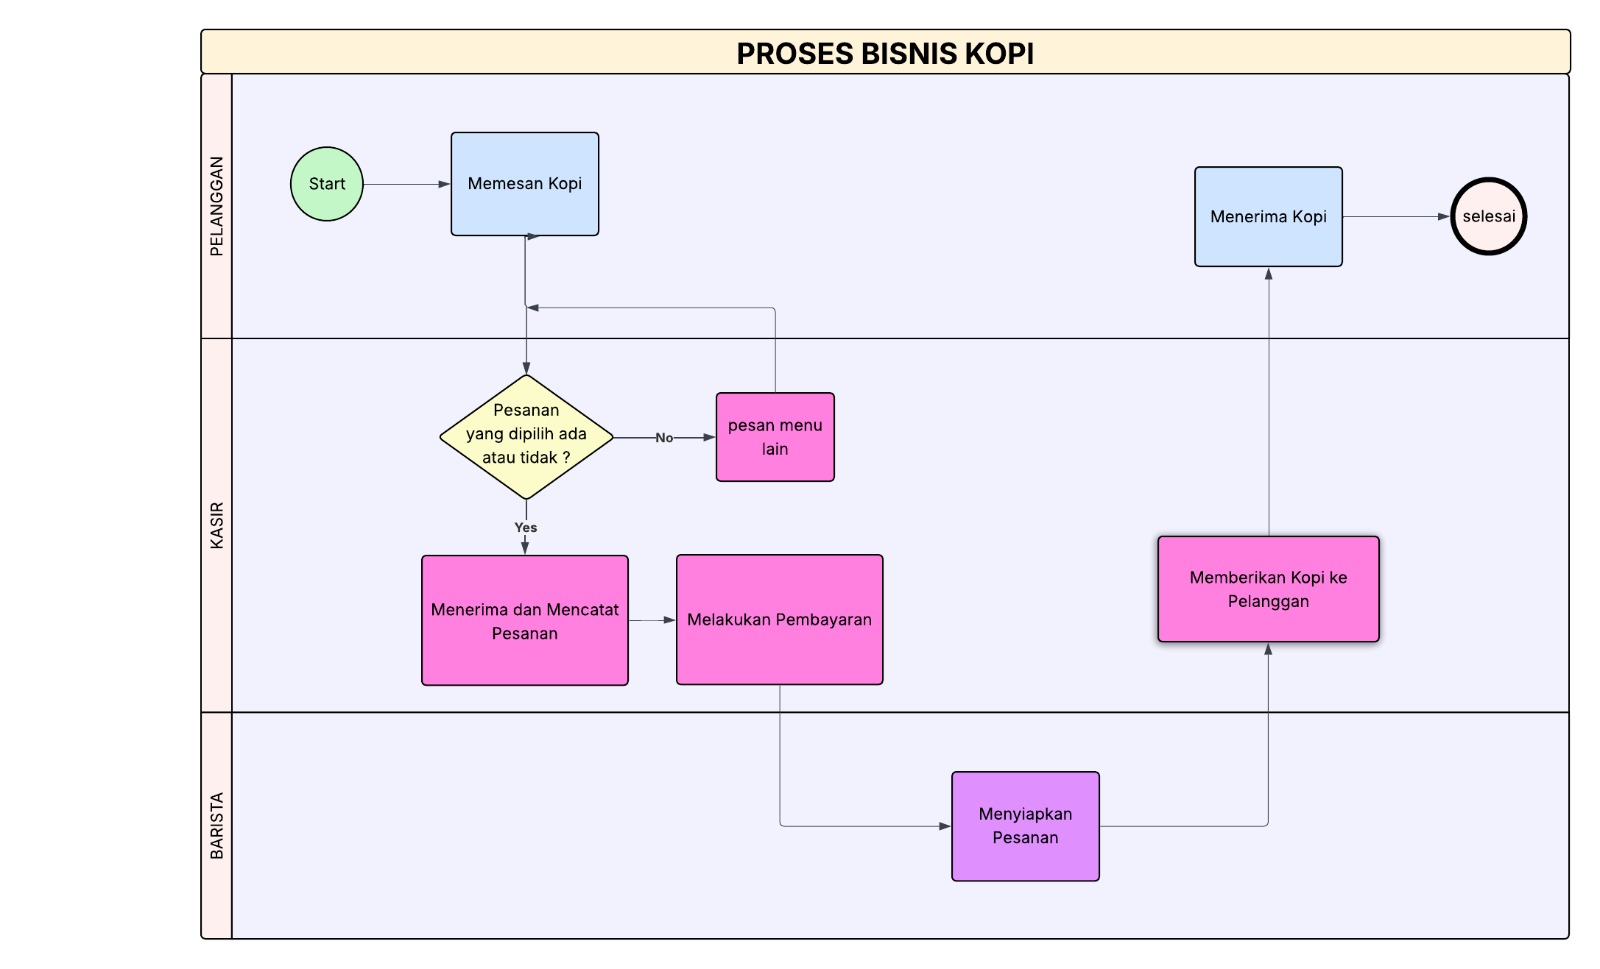 PROSES BISNIS KOPI
PELANGGAN
Start
Memesan Kopi
Menerima Kopi
selesai
KASIR
Pesanan
yang dipilih ada
atau tidak ?
No
pesan menu
lain
Yes
Menerima dan Mencatat
Pesanan
Melakukan Pembayaran
Memberikan Kopi ke
Pelanggan
BARISTA
Menyiapkan
Pesanan